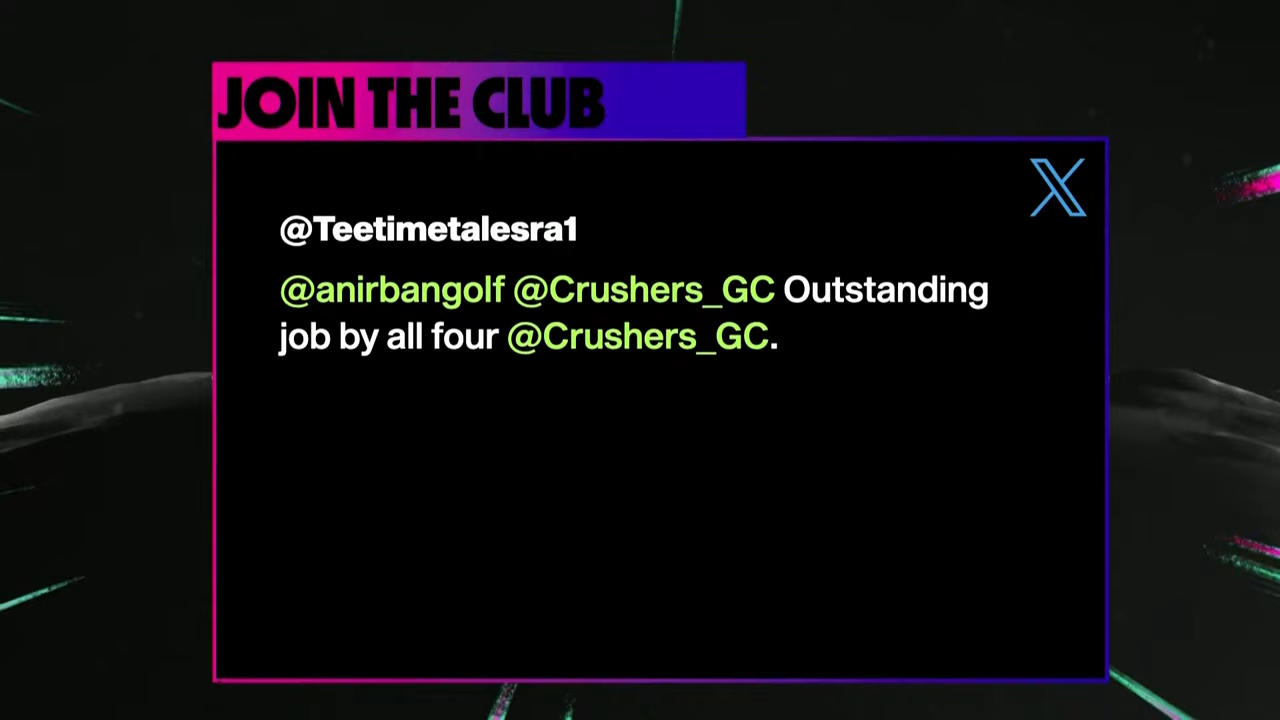 JOIN THE CLUB
@Teetimetalesra1
@anirbangolf @Crushers_GC Outstanding
job by all four @Crushers_GC.